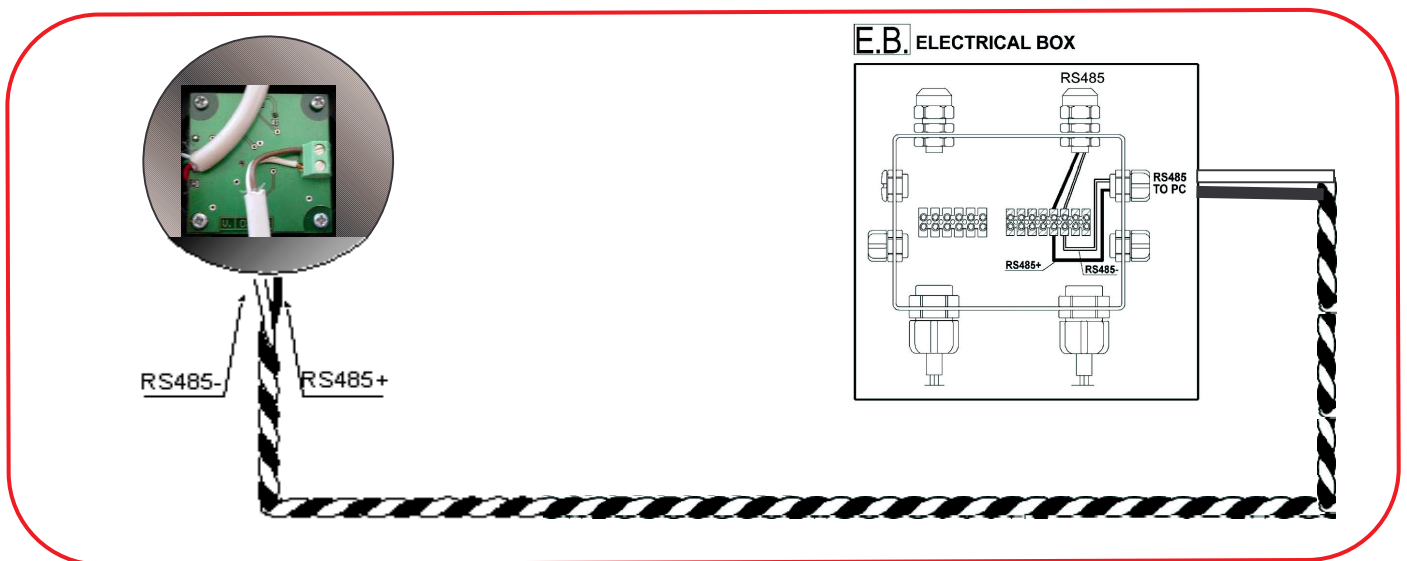 E.B. ELECTRICAL BOX
RS485
RS485
TO PC
RS485+
RS485-
RS485-
RS485+